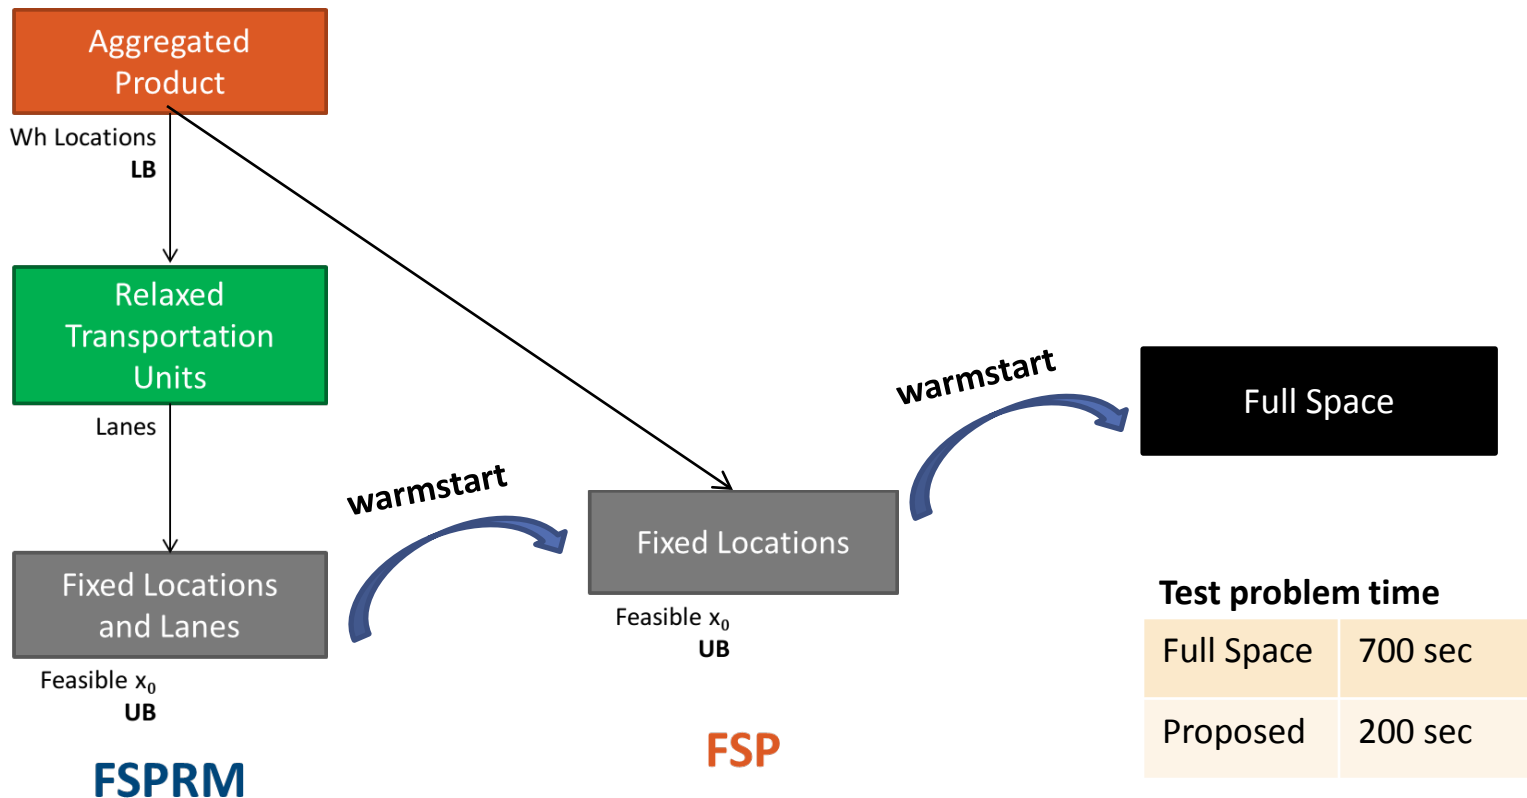 Aggregated
Product
Wh Locations
LB
Relaxed
Transportation
Units
Lanes
Fixed Locations
and Lanes
Feasible x₀
UB
FSPRM
warmstart
Fixed Locations
Feasible x₀
UB
FSP
warmstart
Full Space
Test problem time
Full Space 700 sec
Proposed 200 sec